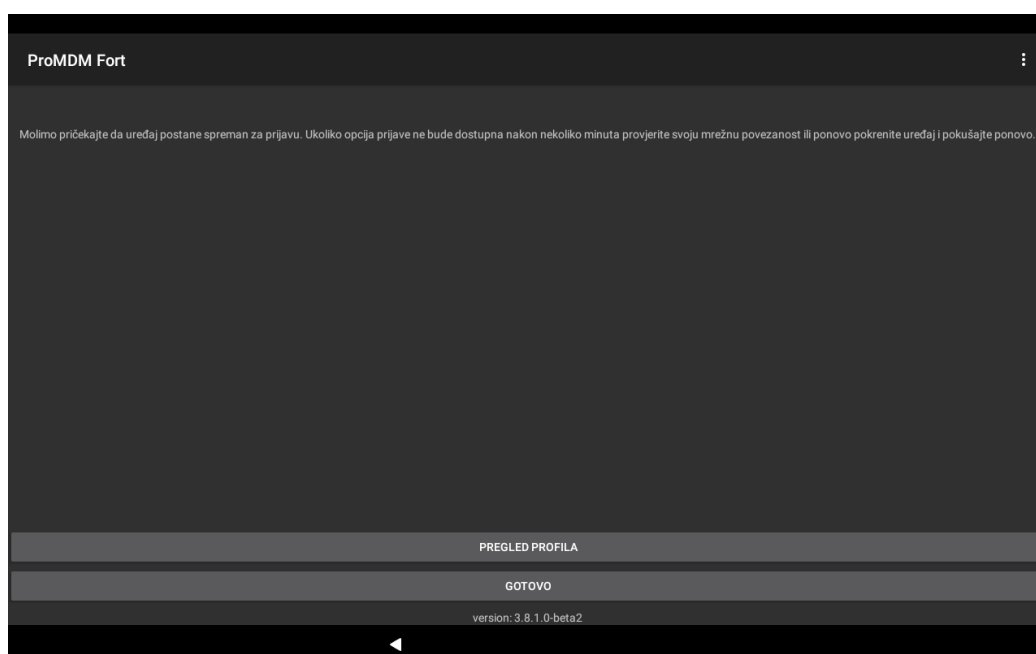 ProMDM Fort
Molimo pričekajte da uređaj postane spreman za prijavu. Ukoliko opcija prijave ne bude dostupna nakon nekoliko minuta provjerite svoju mrežnu povezanost ili ponovo pokrenite uređaj i pokušajte ponovo.
PREGLED PROFILA
GOTOVO
version: 3.8.1.0-beta2